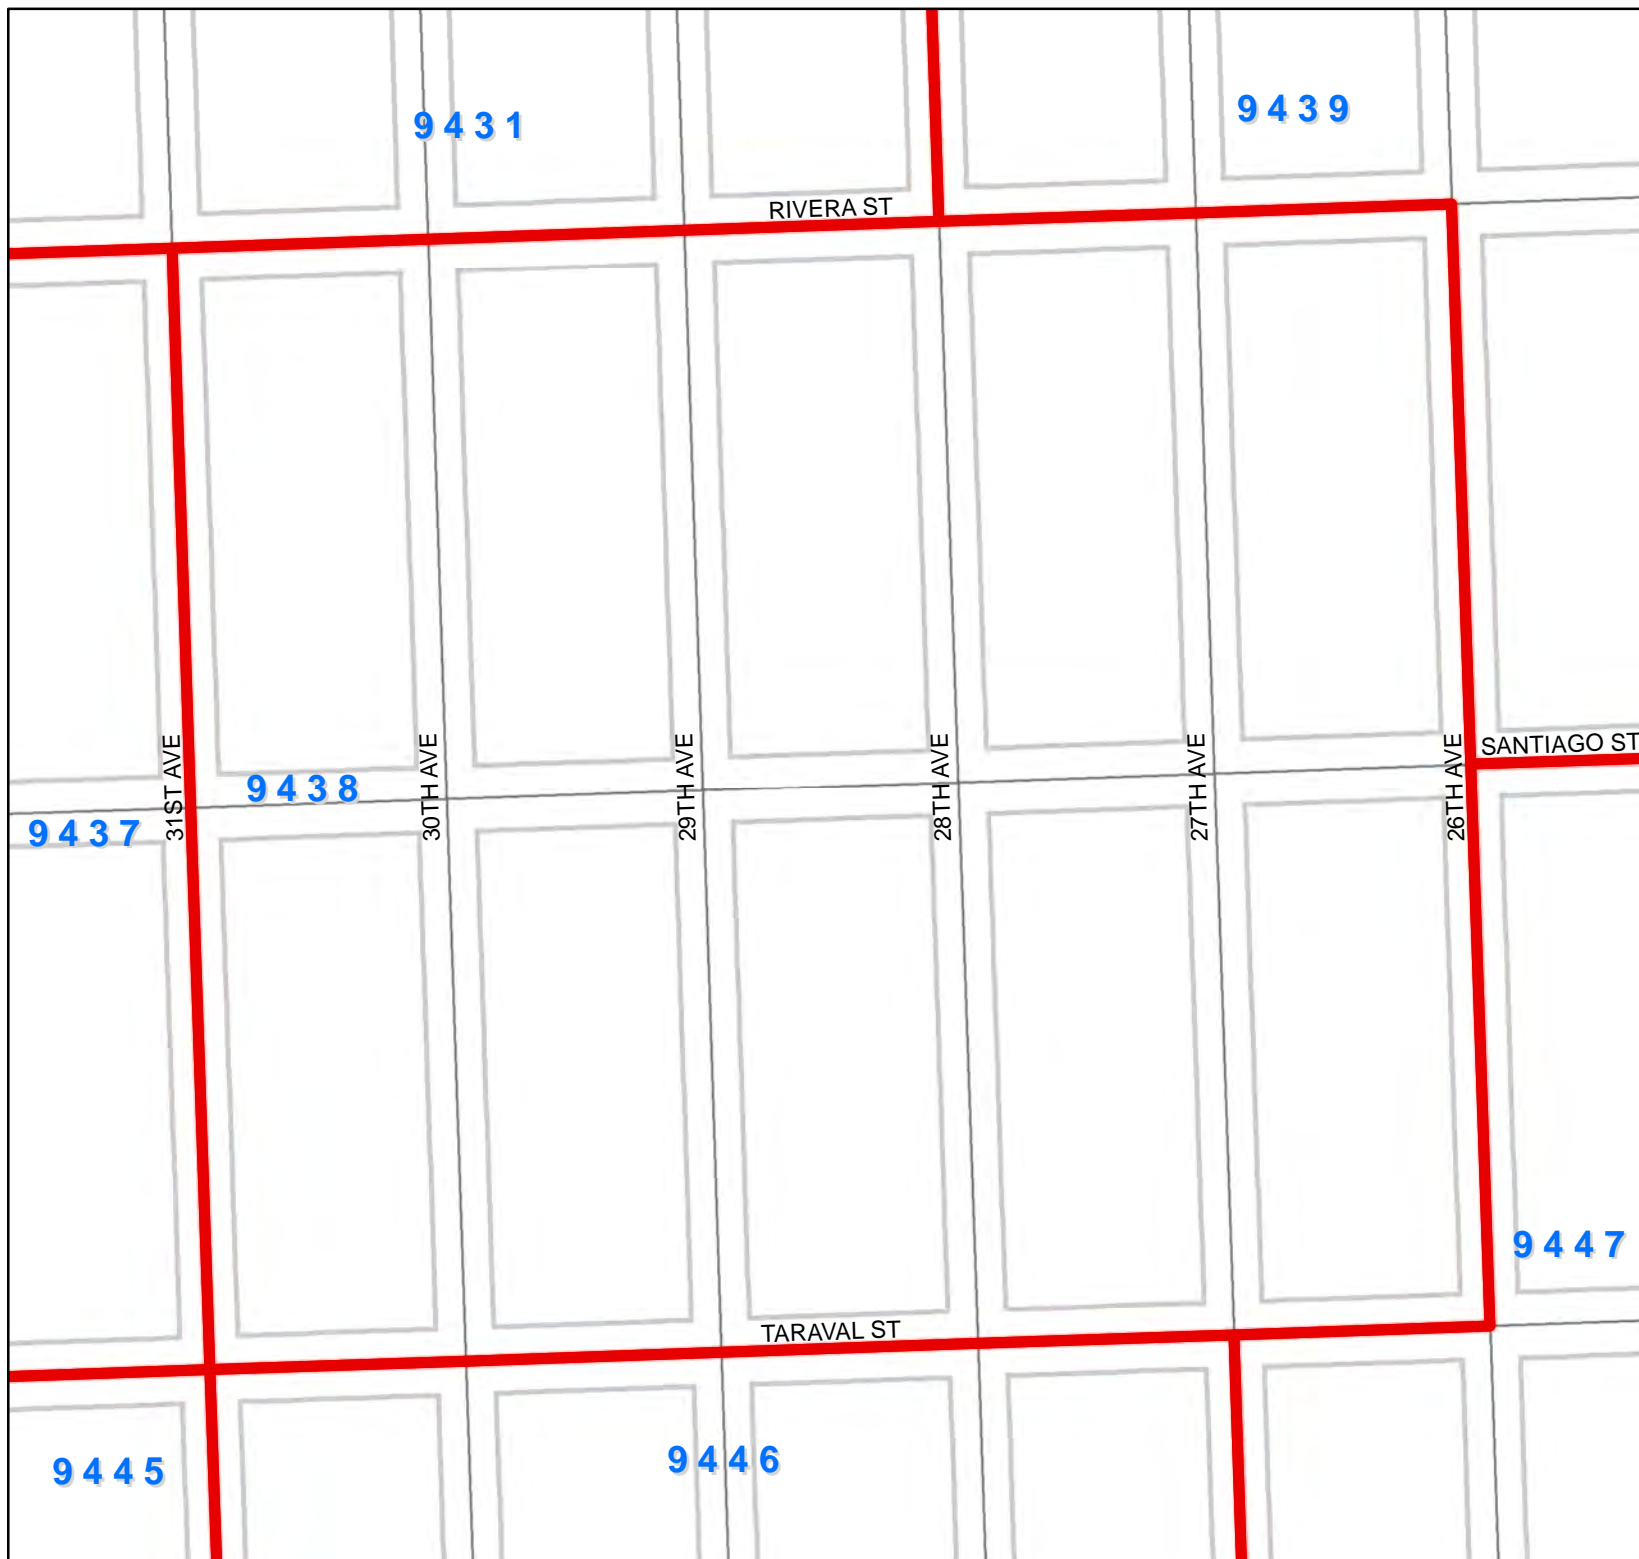 9439
9431
RIVERA ST
31ST AVE
30TH AVE
29TH AVE
28TH AVE
27TH AVE
26TH AVE
SANTIAGO ST
9438
9437
9447
TARAVAL ST
9446
9445